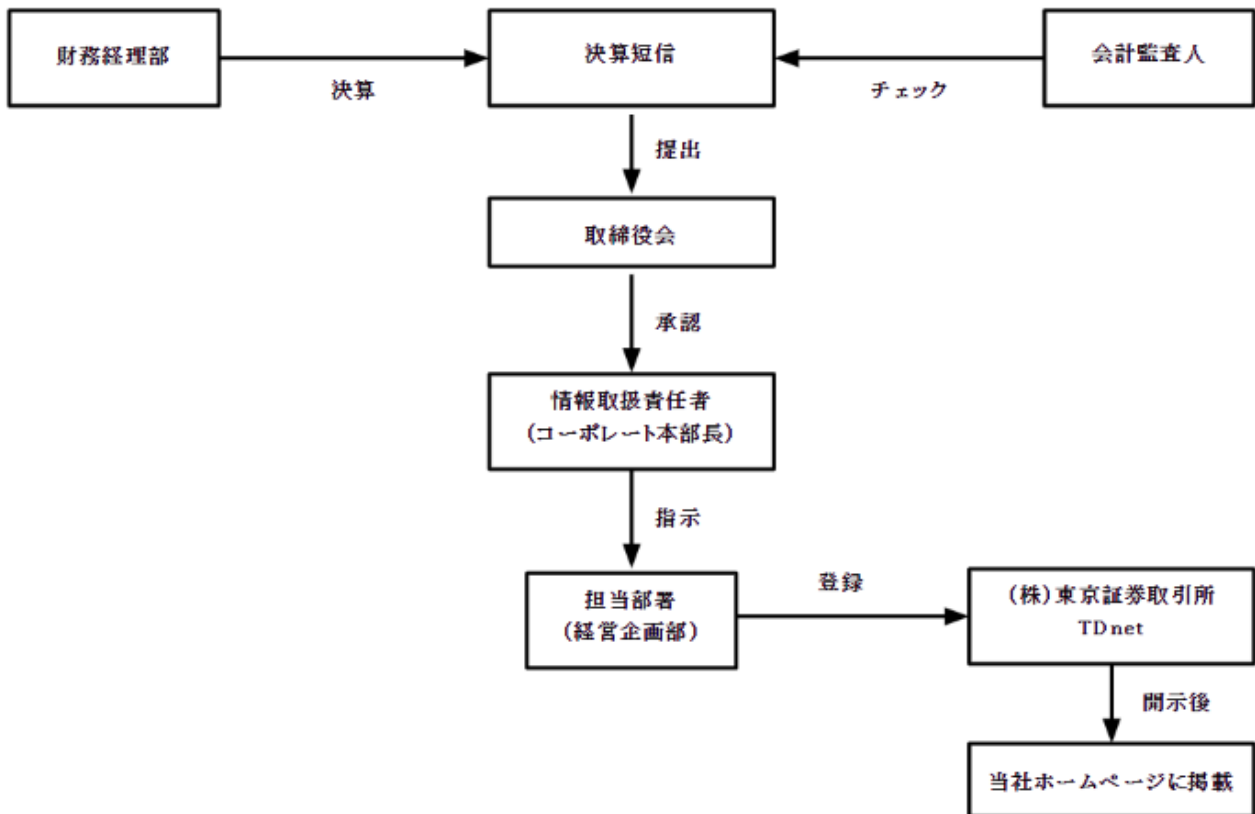 財務経理部
決算
決算短信
チェック
会計監査人
提出
取締役会
承認
情報取扱責任者
(コーポレート本部長)
指示
担当部署
(経営企画部)
登録
(株)東京証券取引所
TDnet
開示後
当社ホームページに掲載